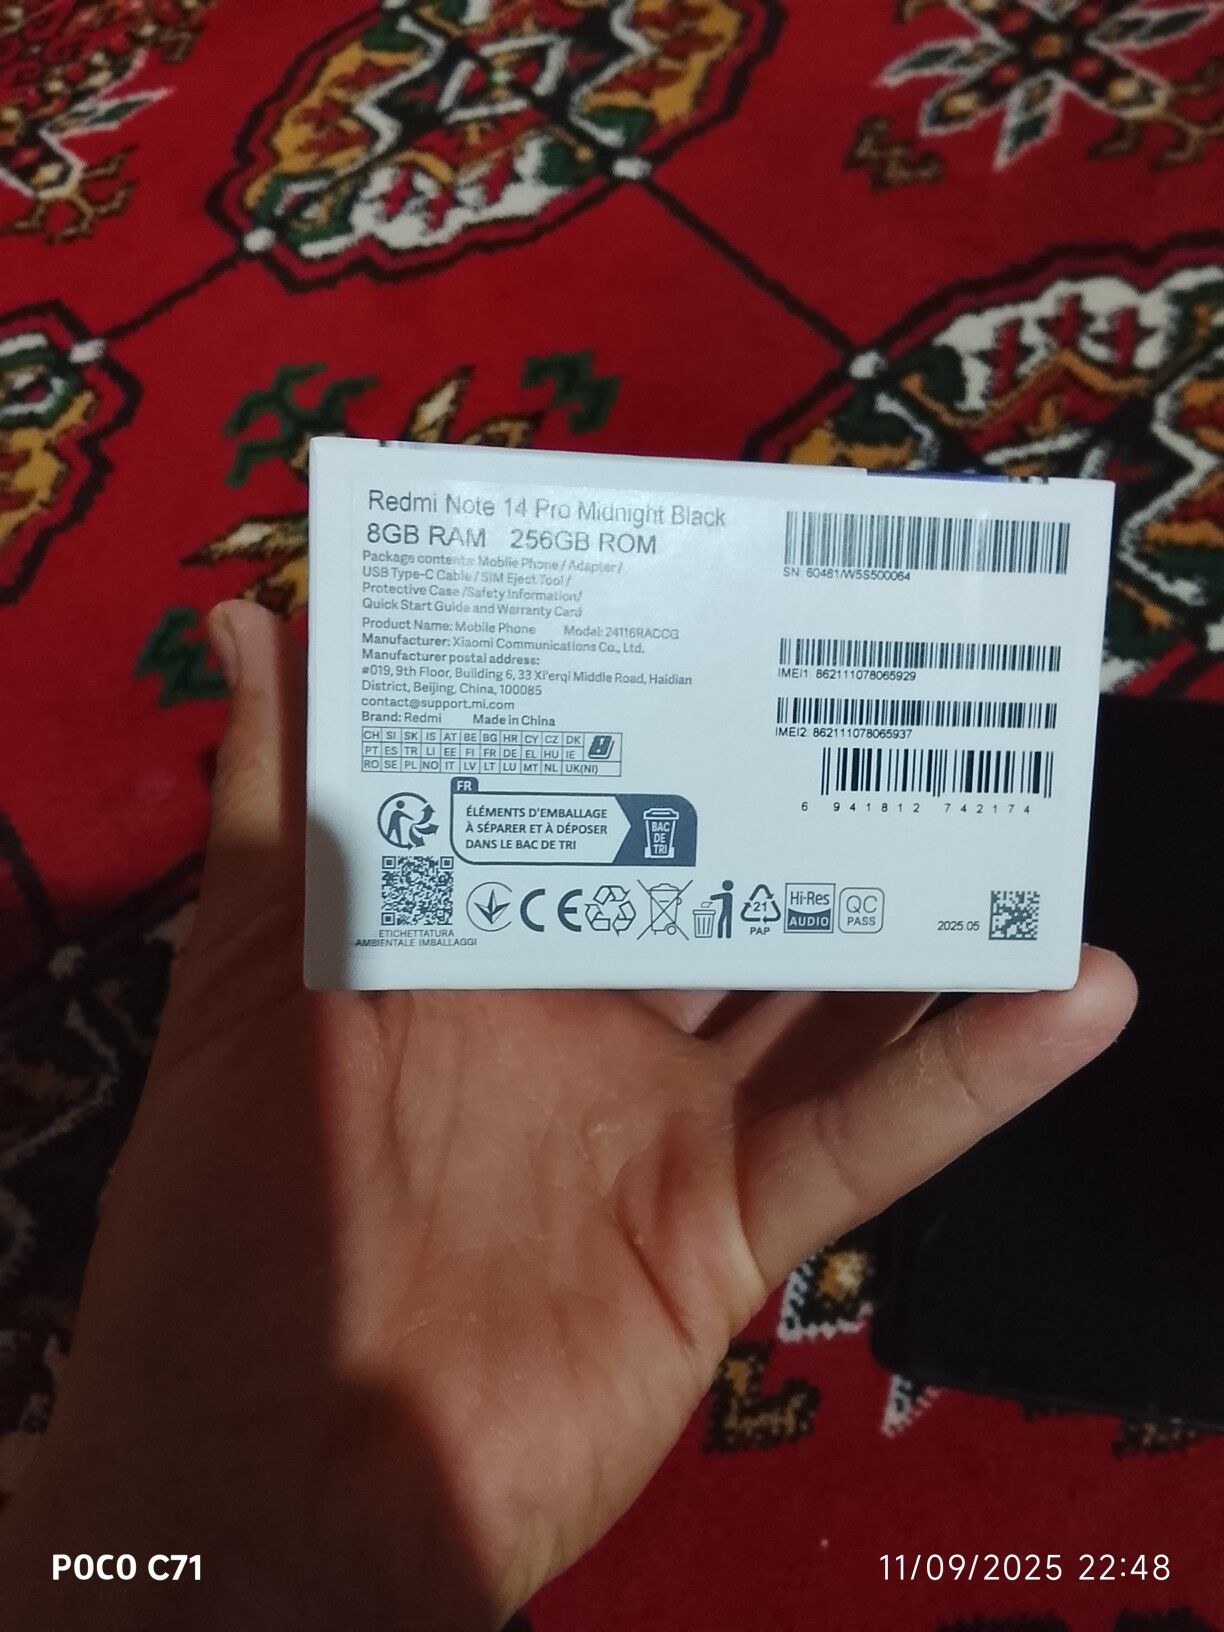 Redmi Note 14 Pro Midnight Black
8GB RAM 256GB ROM
Package contents: Mobile Phone / Adapter/
USB Type-C Cable / SIM Eject Tool /
Protective Case /Safety Information/
Quick Start Guide and Warranty Card
Product Name: Mobile Phone Model: 24116RACCG
Manufacturer: Xiaomi Communications Co., Ltd.
Manufacturer postal address:
#019, 9th Floor, Building 6, 33 Xi'erqi Middle Road, Haidian
District, Beijing, China, 100085
contact@support.mi.com
Brand: Redmi Made in China
CH SI SK IS AT BE BG HR CY CZ DK
PT ES TR LI EE FI FR DE EL HU IE
RO SE PL NO IT LV LT LU MT NL UK(NI)
FR
ÉLÉMENTS D'EMBALLAGE
À SÉPARER ET À DÉPOSER
DANS LE BAC DE TRI
BAC
DE
TRI
ETICHETTATURA
AMBIENTALE IMBALLAGGI
CE
21
PAP
Hi-Res
AUDIO
QC
PASS
SN: 60481/W5S500064
IMEI1: 862111078065929
IMEI2: 862111078065937
6 941812 742174
2025.05
POCO C71
11/09/2025 22:48